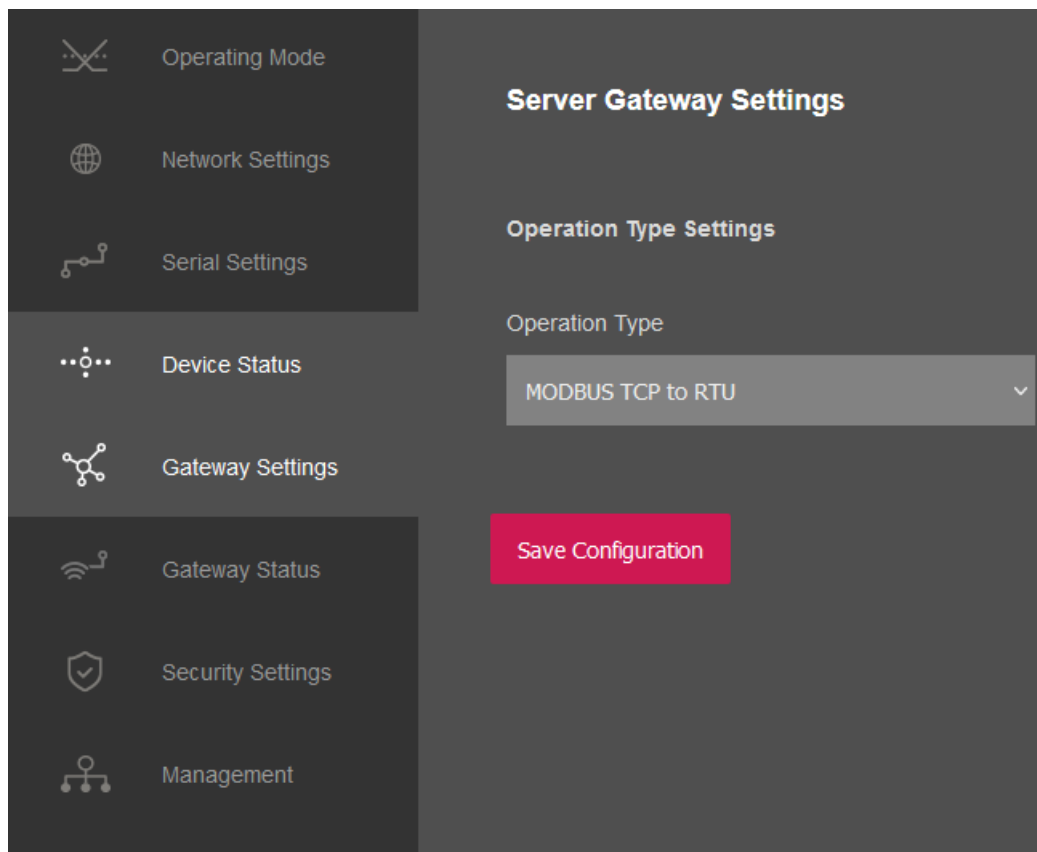 Operating Mode
Network Settings
Serial Settings
Device Status
Gateway Settings
Gateway Status
Security Settings
Management
Server Gateway Settings
Operation Type Settings
Operation Type
MODBUS TCP to RTU
Save Configuration